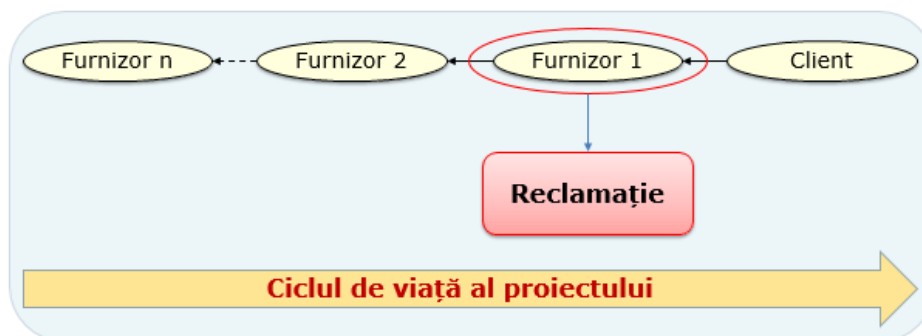 Furnizor n
Furnizor 2
Furnizor 1
Client
Reclamație
Ciclul de viață al proiectului